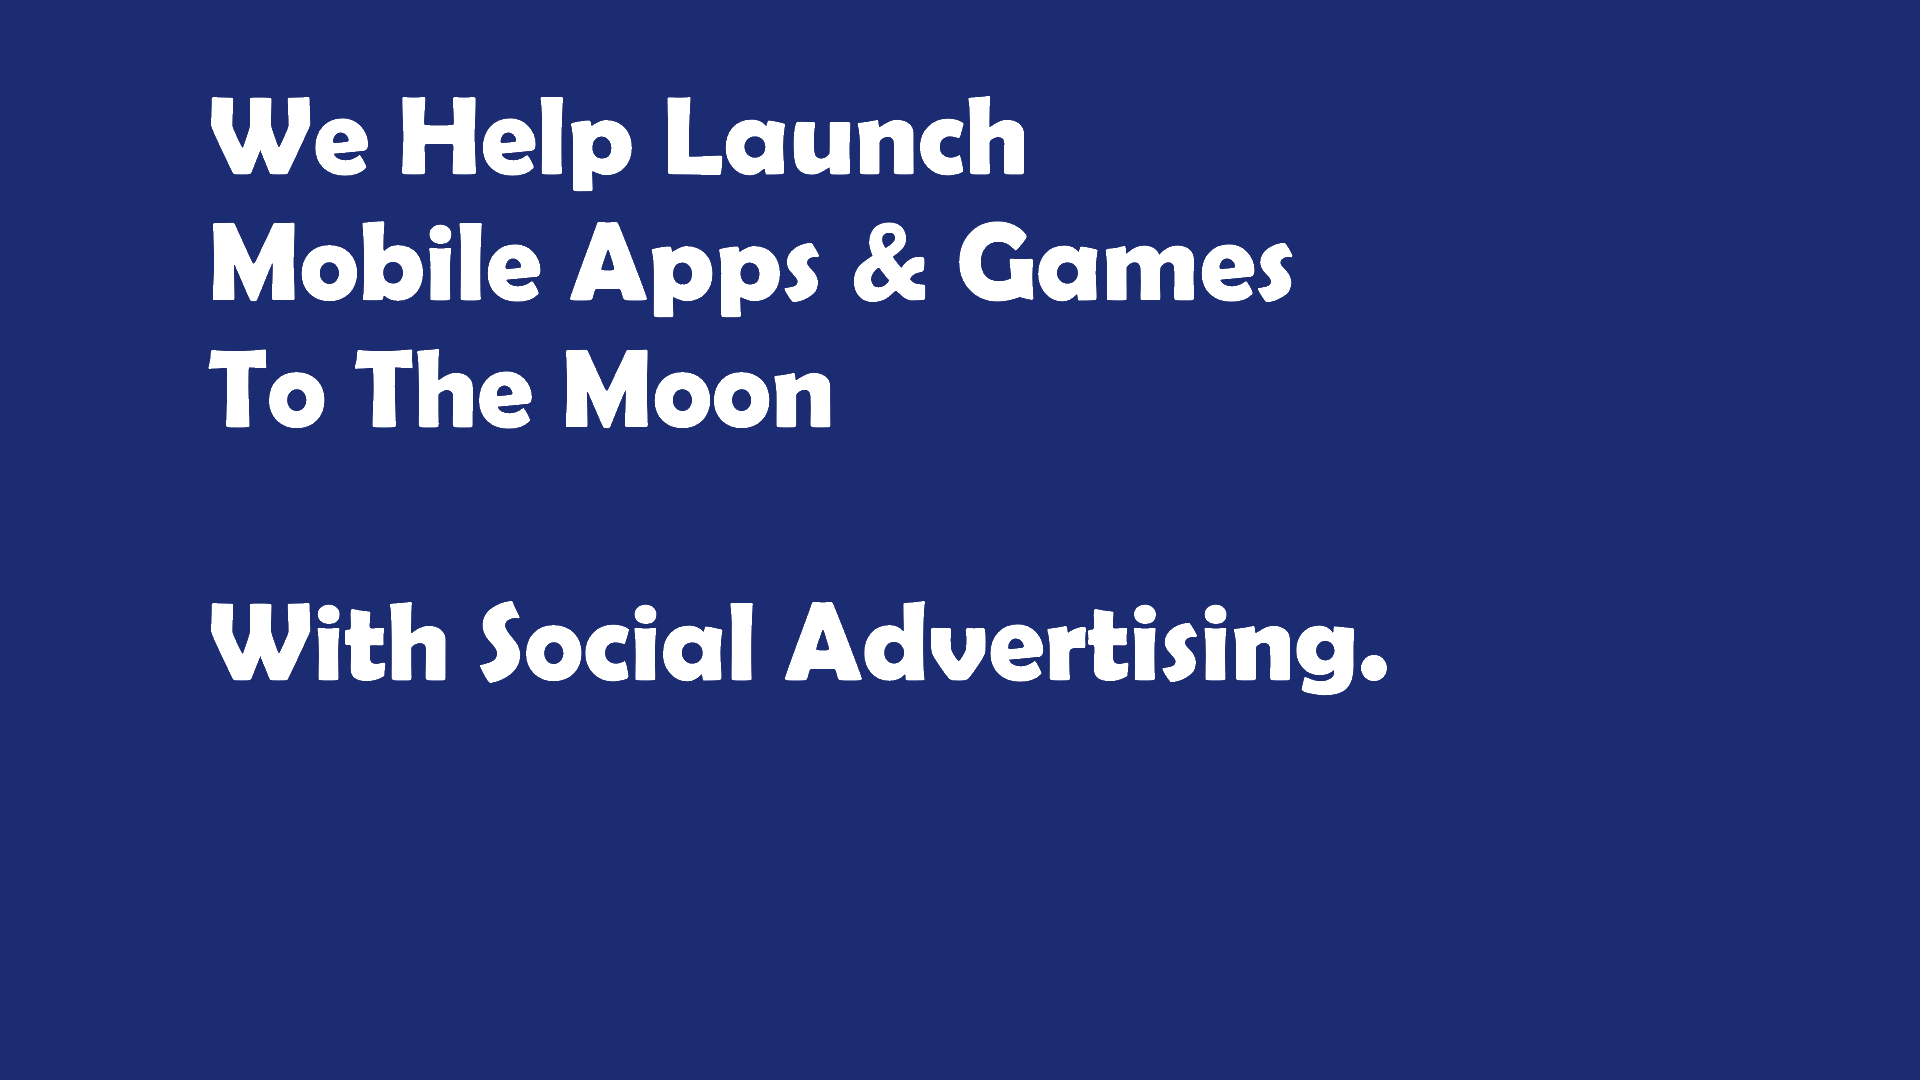 We Help Launch
Mobile Apps & Games
To The Moon
With Social Advertising.